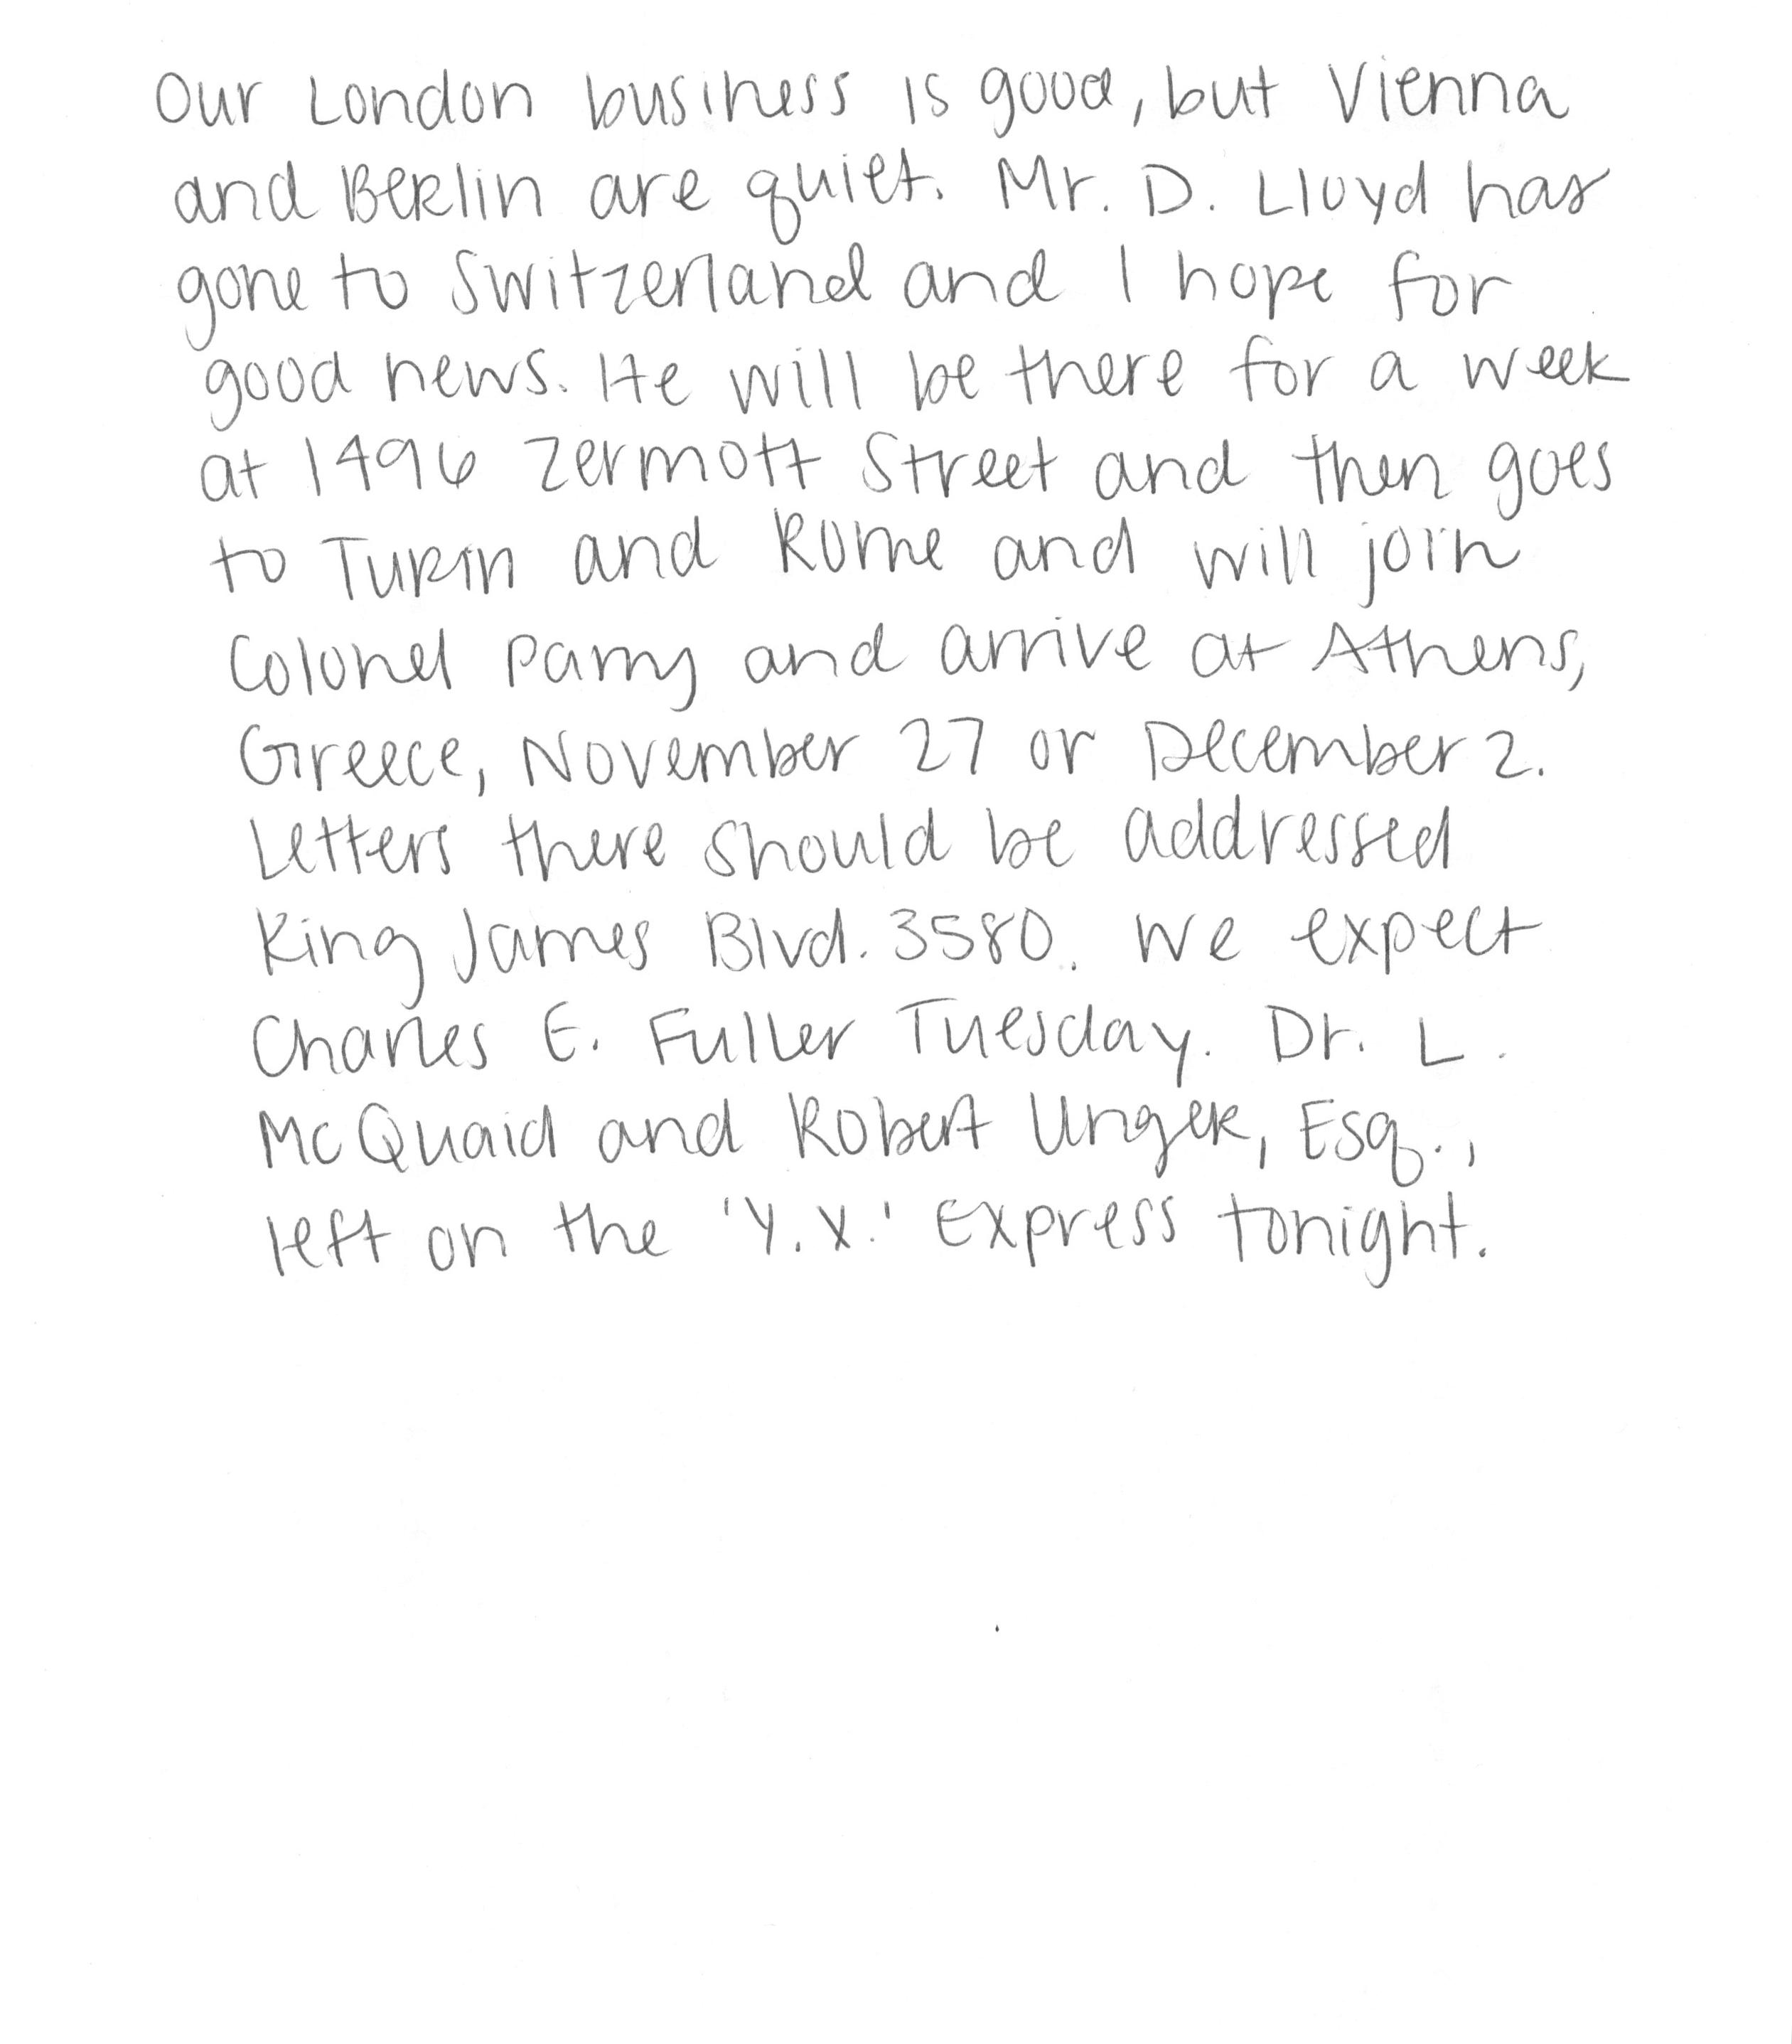 Our London business is good, but Vienna
and Berlin are quiet. Mr. D. Lloyd has
gone to Switzerland and I hope for
good news. He will be there for a week
at 1496 Zermott Street and then goes
to Turin and Rome and will join
Colonel Parry and arrive at Athens,
Greece, November 27 or December 2.
Letters there should be addressed
King James Blvd. 3580. We expect
Charles E. Fuller Tuesday. Dr. L.
McQuaid and Robert Unger, Esq.,
left on the 'Y.X.' Express tonight.